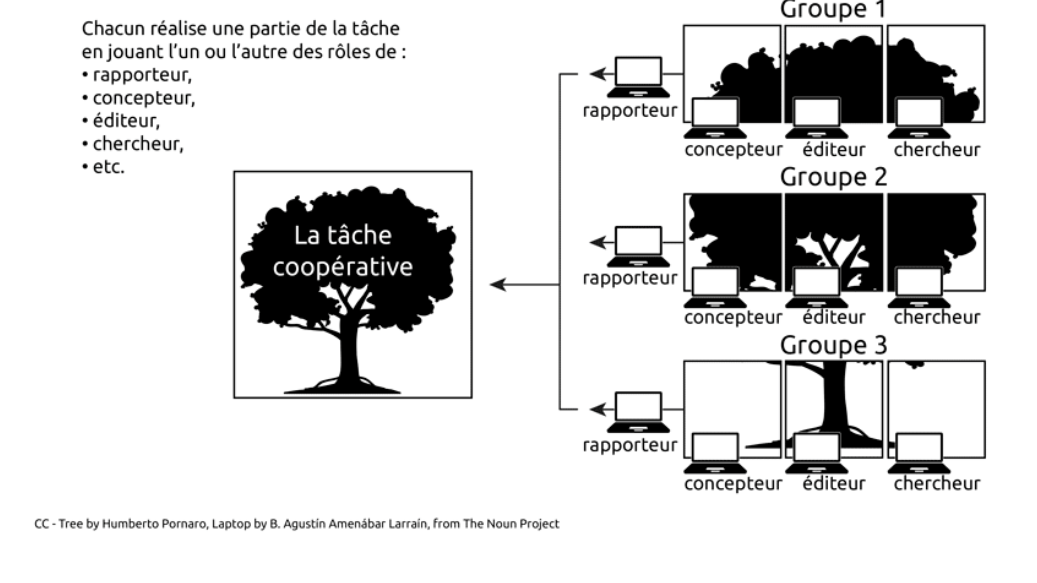 Chacun réalise une partie de la tâche
en jouant l'un ou l'autre des rôles de :
• rapporteur,
• concepteur,
• éditeur,
• chercheur,
• etc.
La tâche
coopérative
Groupe 1
rapporteur
concepteur éditeur chercheur
Groupe 2
rapporteur
concepteur éditeur chercheur
Groupe 3
rapporteur
concepteur éditeur chercheur
CC - Tree by Humberto Pornaro, Laptop by B. Agustín Amenábar Larraín, from The Noun Project